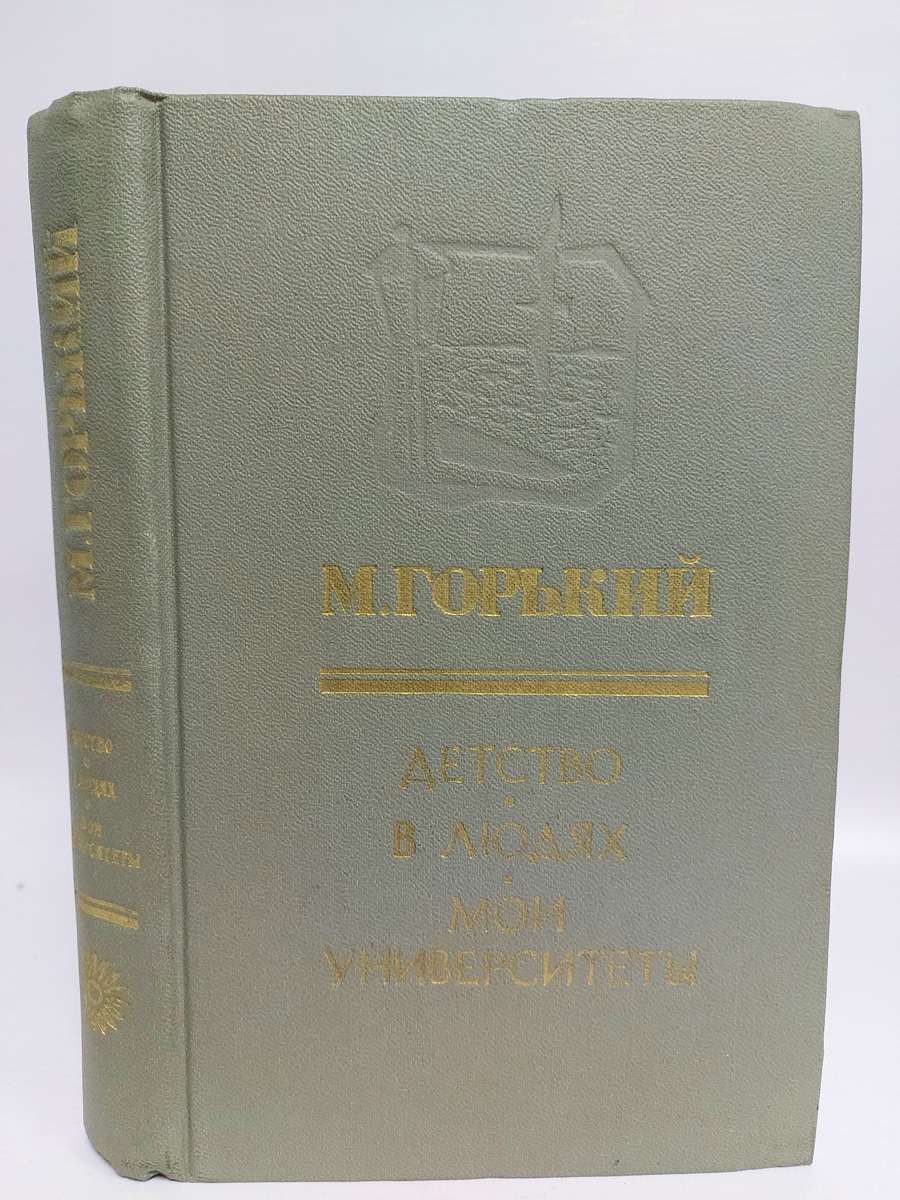 М. ГОРЬКИЙ
М.ГОРЬКИЙ
ДЕТСТВО
•
В ЛЮДЯХ
•
МОИ
УНИВЕРСИТЕТЫ